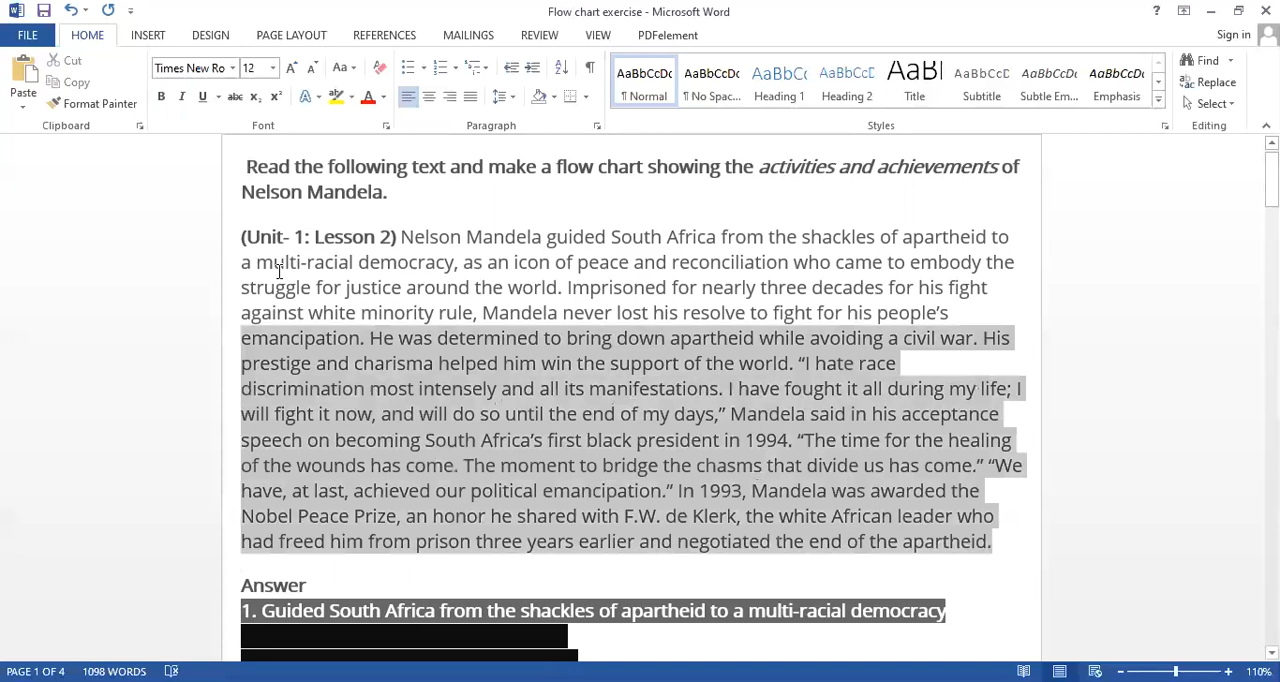 Flow chart exercise - Microsoft Word
FILE HOME INSERT DESIGN PAGE LAYOUT REFERENCES MAILINGS REVIEW VIEW PDFelement Sign in
Paste Cut Copy Format Painter Clipboard
Times New Ro 12 Aa Font
B I U abc X₂ X² A A
Paragraph
AaBbCcDc AaBbCcDc AaBbC AaBbCcC AaB AaBbCcD AaBbCcDc AaBbCcDc
¶ Normal ¶ No Spac... Heading 1 Heading 2 Title Subtitle Subtle Em... Emphasis
Styles
Find Replace Select Editing
Read the following text and make a flow chart showing the activities and achievements of
Nelson Mandela.
(Unit- 1: Lesson 2) Nelson Mandela guided South Africa from the shackles of apartheid to
a multi-racial democracy, as an icon of peace and reconciliation who came to embody the
struggle for justice around the world. Imprisoned for nearly three decades for his fight
against white minority rule, Mandela never lost his resolve to fight for his people's
emancipation. He was determined to bring down apartheid while avoiding a civil war. His
prestige and charisma helped him win the support of the world. “I hate race
discrimination most intensely and all its manifestations. I have fought it all during my life; I
will fight it now, and will do so until the end of my days,” Mandela said in his acceptance
speech on becoming South Africa's first black president in 1994. “The time for the healing
of the wounds has come. The moment to bridge the chasms that divide us has come.” “We
have, at last, achieved our political emancipation.” In 1993, Mandela was awarded the
Nobel Peace Prize, an honor he shared with F.W. de Klerk, the white African leader who
had freed him from prison three years earlier and negotiated the end of the apartheid.
Answer
1. Guided South Africa from the shackles of apartheid to a multi-racial democracy
PAGE 1 OF 4 1098 WORDS 110%